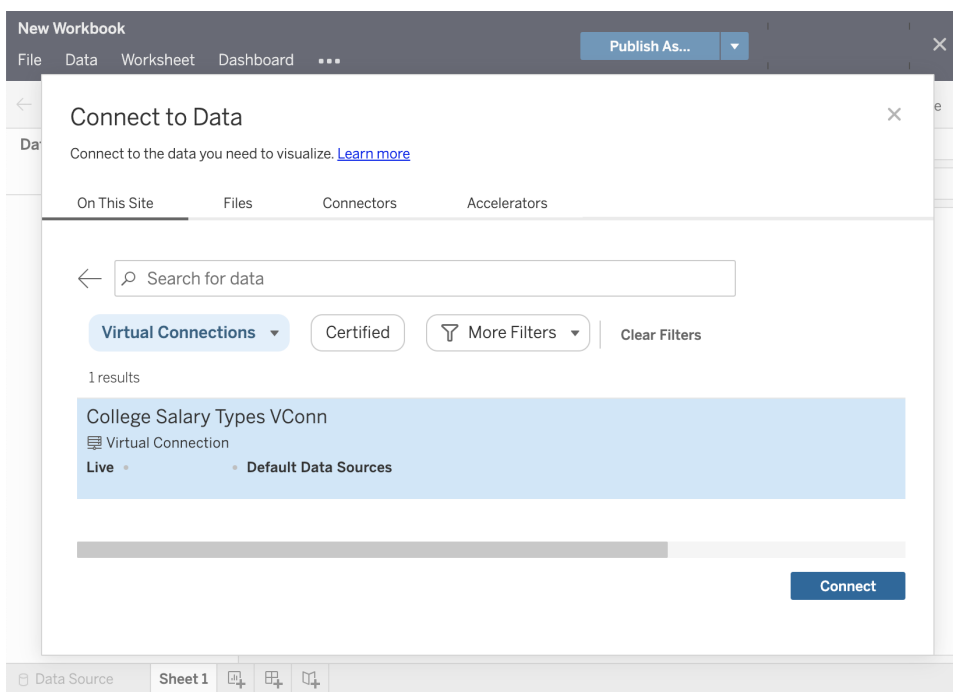 New Workbook
File Data Worksheet Dashboard
Publish As...
Connect to Data
Connect to the data you need to visualize. Learn more
On This Site Files Connectors Accelerators
Search for data
Virtual Connections Certified More Filters Clear Filters
1 results
College Salary Types VConn
Virtual Connection
Live Default Data Sources
Connect
Data Source Sheet 1